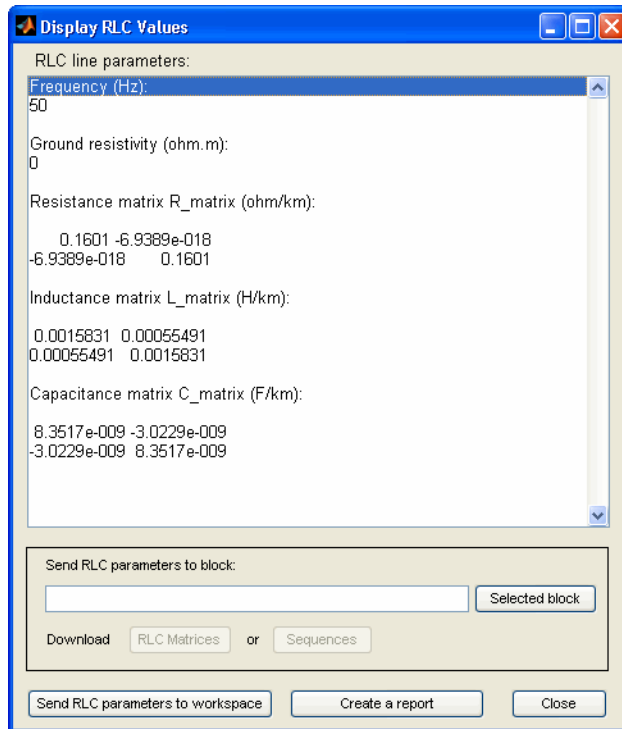 Display RLC Values
RLC line parameters:
Frequency (Hz):
50
Ground resistivity (ohm.m):
0
Resistance matrix R_matrix (ohm/km):
0.1601 -6.9389e-018
-6.9389e-018 0.1601
Inductance matrix L_matrix (H/km):
0.0015831 0.00055491
0.00055491 0.0015831
Capacitance matrix C_matrix (F/km):
8.3517e-009 -3.0229e-009
-3.0229e-009 8.3517e-009
Send RLC parameters to block:
Selected block
Download RLC Matrices or Sequences
Send RLC parameters to workspace Create a report Close